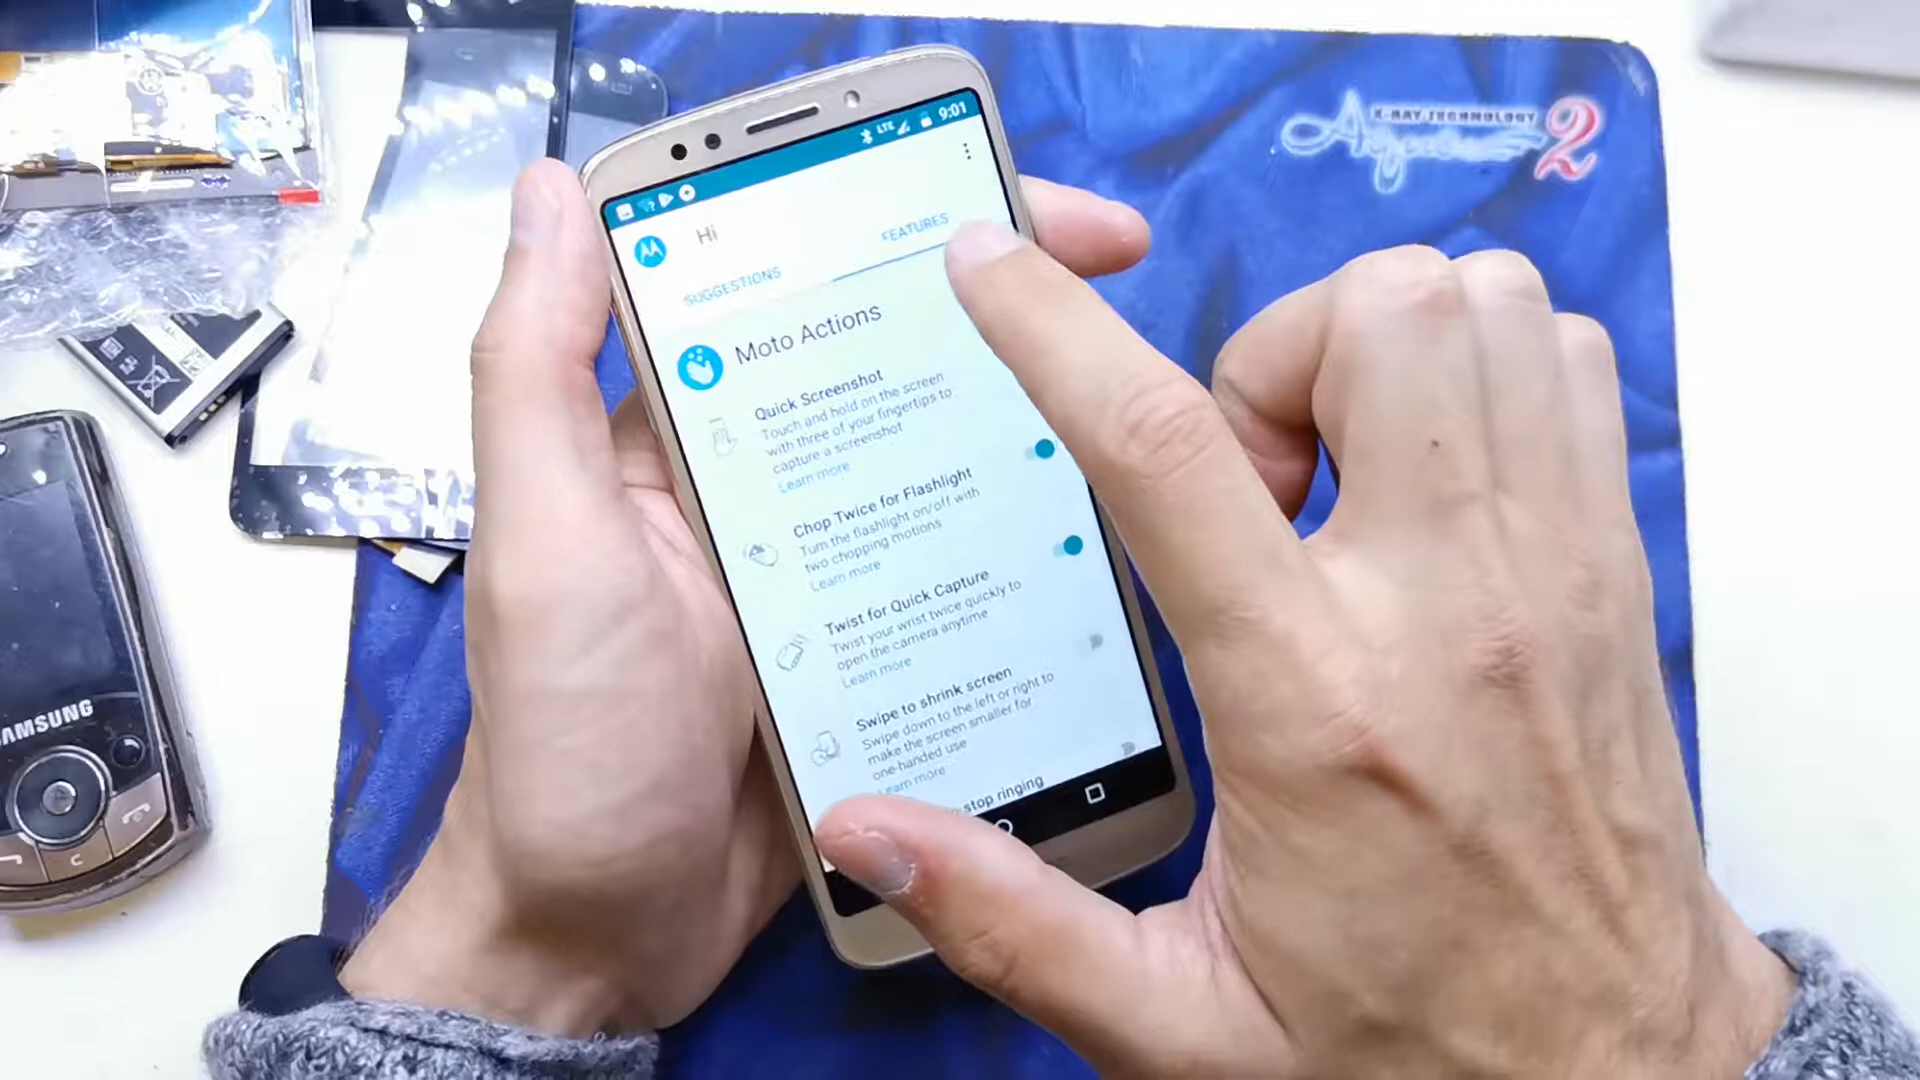 X-RAY TECHNOLOGY
2
LTE 9:01
Hi
SUGGESTIONS
FEATURES
Moto Actions
Quick Screenshot
Touch and hold on the screen
with three of your fingertips to
capture a screenshot
Learn more
Chop Twice for Flashlight
Turn the flashlight on/off with
two chopping motions
Learn more
Twist for Quick Capture
Twist your wrist twice quickly to
open the camera anytime
Learn more
Swipe to shrink screen
Swipe down to the left or right to
make the screen smaller for
one-handed use
Learn more
stop ringing
SAMSUNG
C